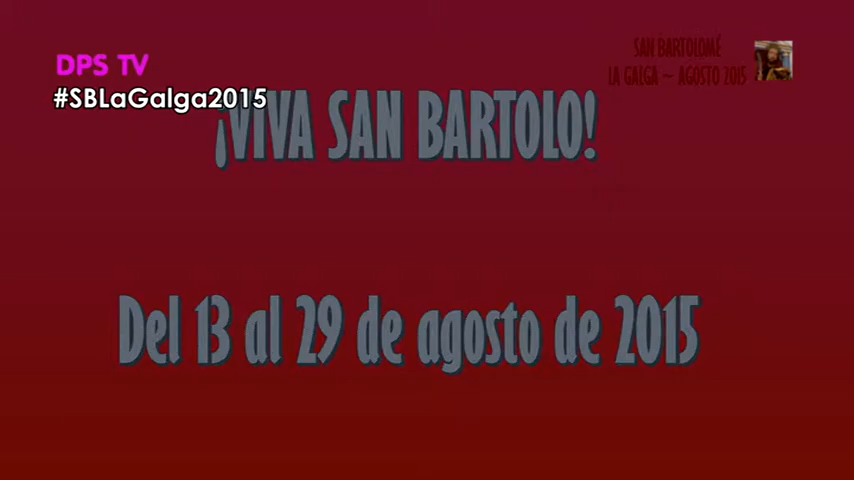 DPS TV
#SBLaGalga2015
SAN BARTOLOMÉ
LA GALGA ~ AGOSTO 2015
¡VIVA SAN BARTOLO!
Del 13 al 29 de agosto de 2015